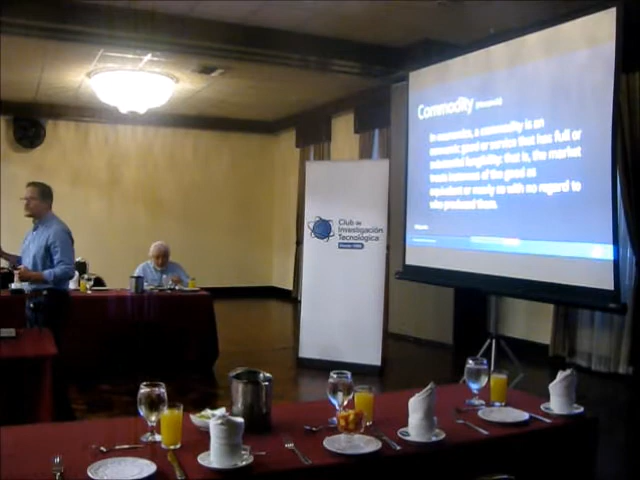 Commodity
In economics, a commodity is an
economic good or service that has full or
substantial fungibility: that is, the market
treats instances of the good as
equivalent or nearly so with no regard to
who produced them.
Club de
Investigación
Tecnológica